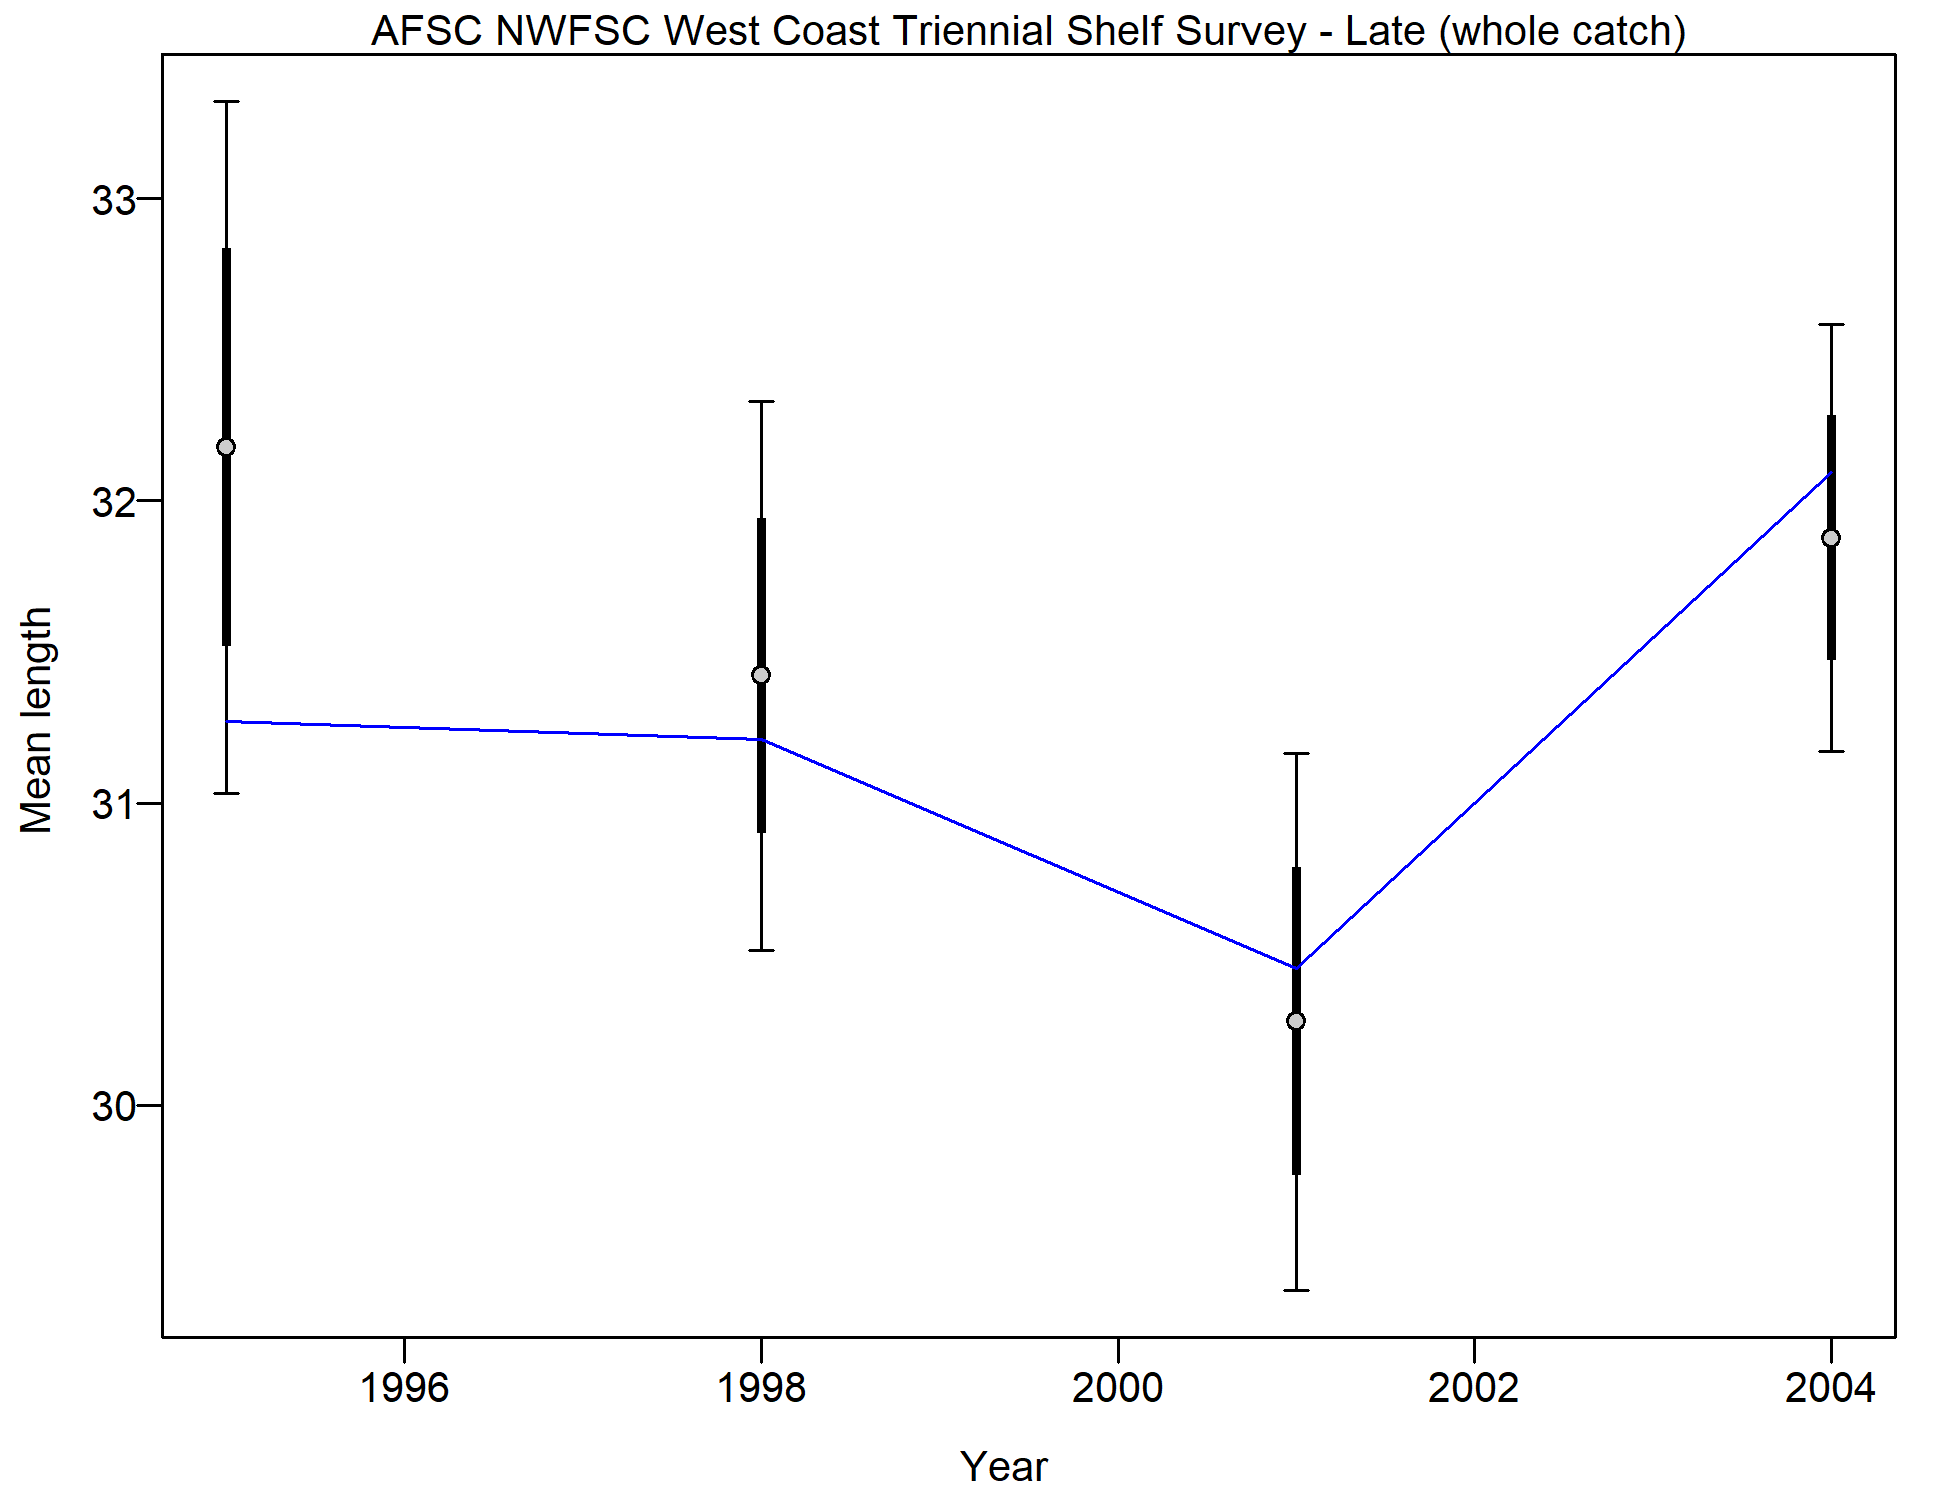 AFSC NWFSC West Coast Triennial Shelf Survey - Late (whole catch)
33
32
31
30
Mean length
1996 1998 2000 2002 2004
Year